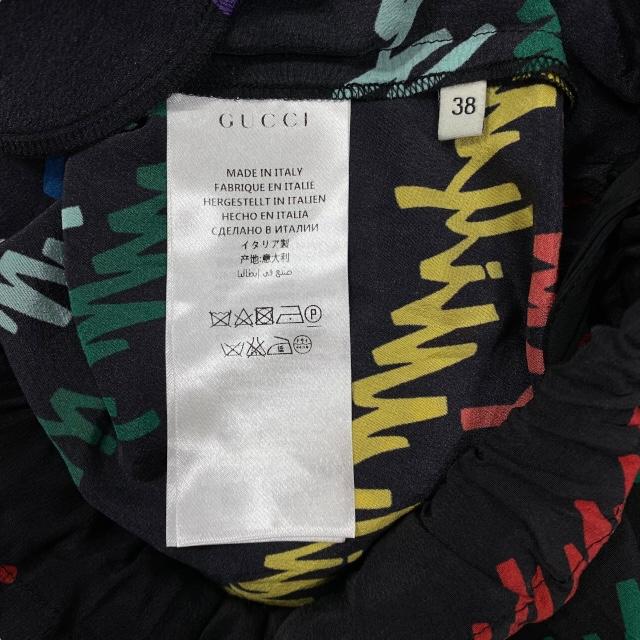 GUCCI
38
MADE IN ITALY
FABRIQUE EN ITALIE
HERGESTELLT IN ITALIEN
HECHO EN ITALIA
СДЕЛАНО В ИТАЛИИ
イタリア製
产地:意大利
صنع في إيطاليا
P